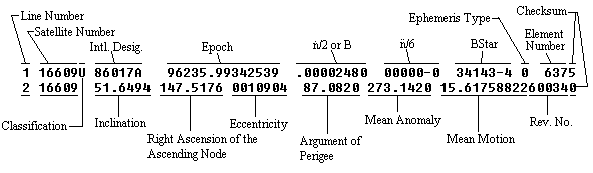 Line Number
Satellite Number
Intl. Desig.
Epoch
ṅ/2 or B
n̈/6
BStar
Ephemeris Type
Element
Number
Checksum
1 16609U 86017A 96235.99342539 .00002480 00000-0 34143-4 0 6375
2 16609 51.6494 147.5176 0010904 87.0820 273.1420 15.61758822600340
Classification
Inclination
Right Ascension of the
Ascending Node
Eccentricity
Argument of
Perigee
Mean Anomaly
Mean Motion
Rev. No.